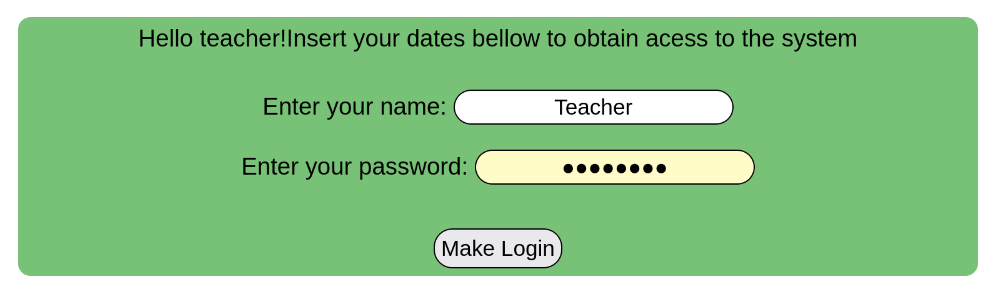 Hello teacher!Insert your dates bellow to obtain acess to the system
Enter your name: Teacher
Enter your password: ●●●●●●●●
Make Login